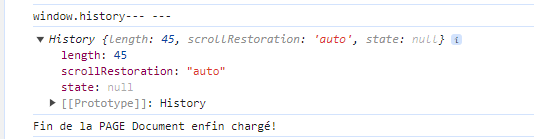 window.history--- ---
▼ History {length: 45, scrollRestoration: 'auto', state: null} i
length: 45
scrollRestoration: "auto"
state: null
▶ [[Prototype]]: History
Fin de la PAGE Document enfin chargé!